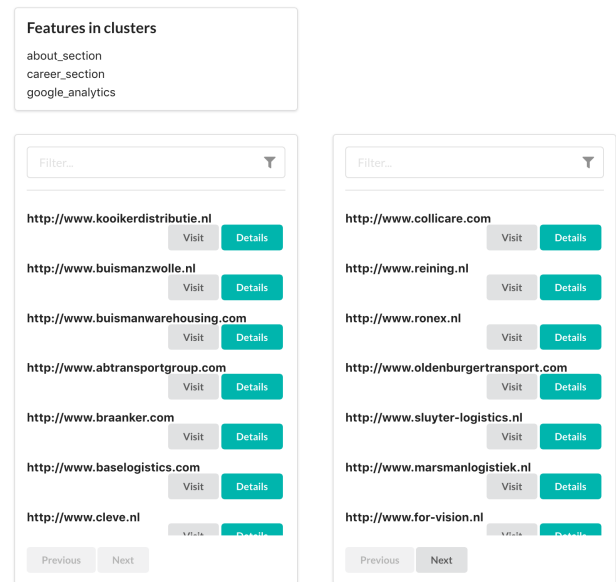 Features in clusters
about_section
career_section
google_analytics
Filter...
http://www.kooikerdistributie.nl
Visit Details
http://www.buismanzwolle.nl
Visit Details
http://www.buismanwarehousing.com
Visit Details
http://www.abtransportgroup.com
Visit Details
http://www.braanker.com
Visit Details
http://www.baselogistics.com
Visit Details
http://www.cleve.nl
Visit Details
Previous Next
Filter...
http://www.collicare.com
Visit Details
http://www.reining.nl
Visit Details
http://www.ronex.nl
Visit Details
http://www.oldenburgertransport.com
Visit Details
http://www.sluyter-logistics.nl
Visit Details
http://www.marsmanlogistiek.nl
Visit Details
http://www.for-vision.nl
Visit Details
Previous Next